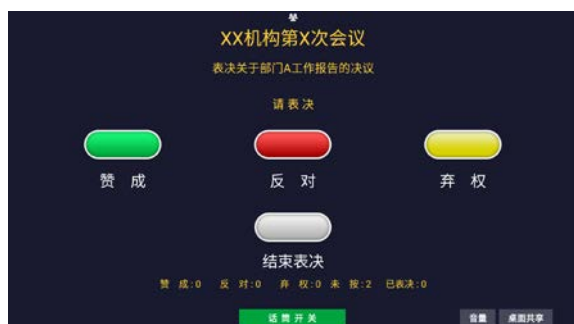 XX机构第X次会议
表决关于部门A工作报告的决议
请表决
赞 成 反 对 弃 权
结束表决
赞 成:0 反 对:0 弃 权:0 未 按:2 已表决:0
话筒开关 音量 桌面共享